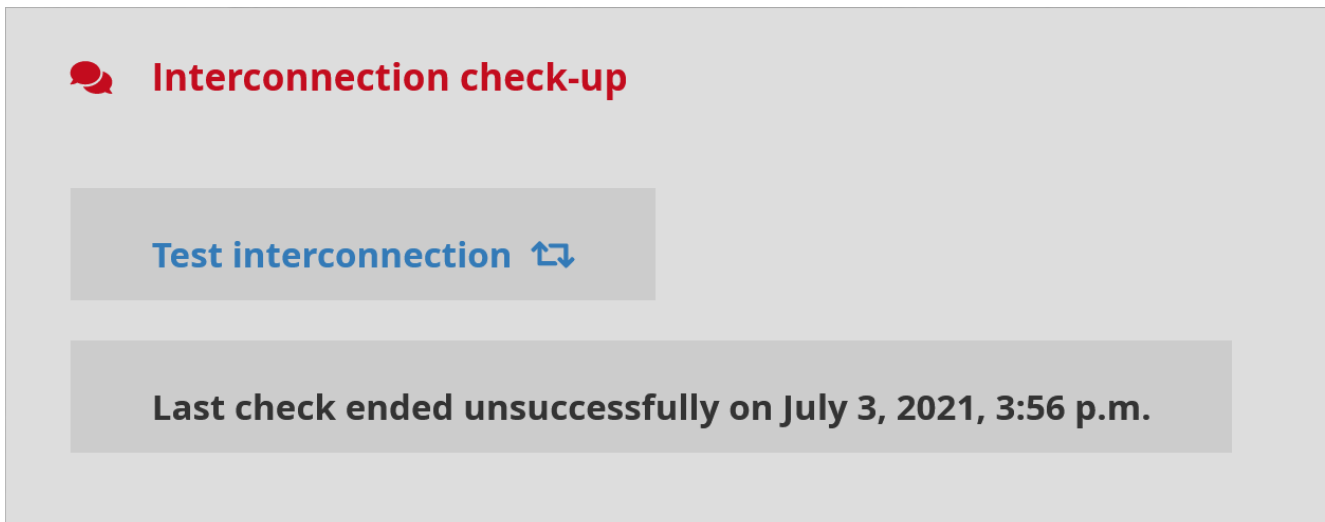 Interconnection check-up
Test interconnection
Last check ended unsuccessfully on July 3, 2021, 3:56 p.m.